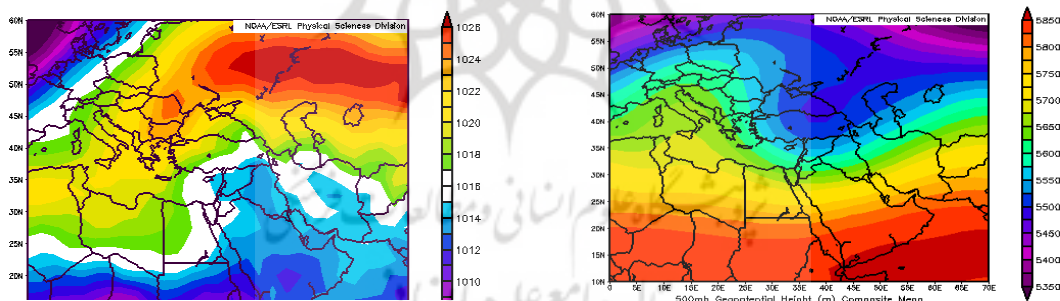 NOAA/ESRL Physical Sciences Division
60N
55N
50N
45N
40N
35N
30N
25N
20N
1028
1024
1020
1018
1016
1014
1012
1010
NOAA/ESRL Physical Sciences Division
60N
55N
50N
45N
40N
35N
30N
25N
20N
15N
10N
0
5E
10E
15E
20E
25E
30E
35E
40E
45E
50E
55E
60E
65E
70E
5850
5800
5750
5700
5650
5600
5550
5500
5450
5400
5350
500mb Geopotential Height (m) Composite Mean